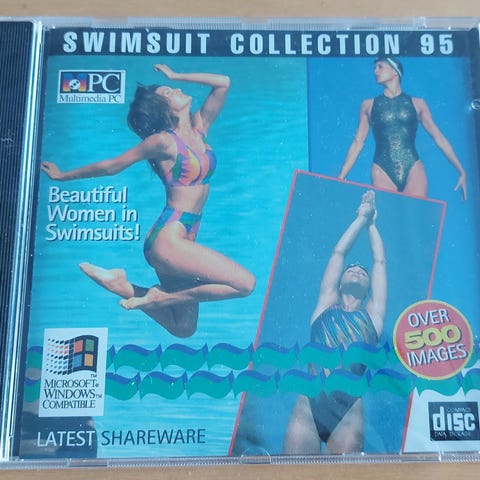 SWIMSUIT COLLECTION 95
PC
Multimedia PC
Beautiful
Women in
Swimsuits!
OVER
500
IMAGES
MICROSOFT®
WINDOWS™
COMPATIBLE
LATEST SHAREWARE
COMPACT
disc
DATA STORAGE